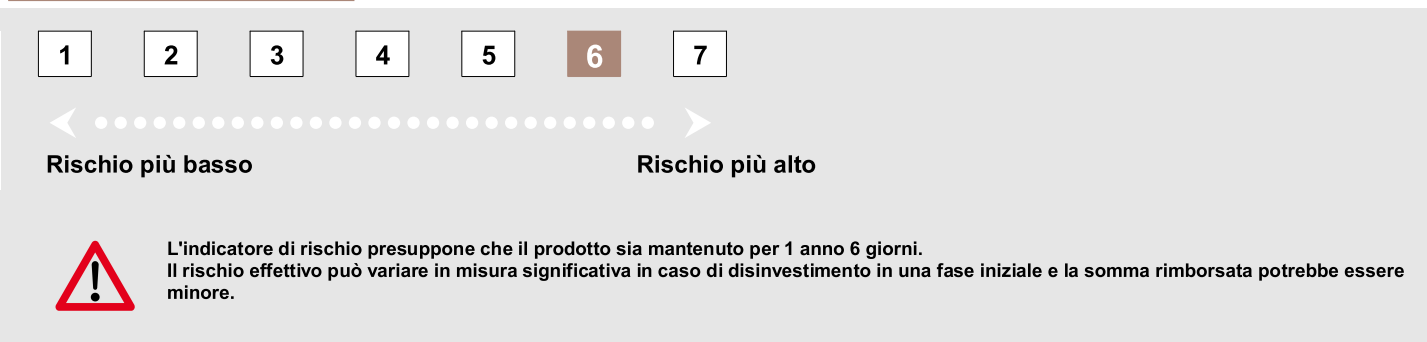 1 2 3 4 5 6 7
Rischio più basso Rischio più alto
L'indicatore di rischio presuppone che il prodotto sia mantenuto per 1 anno 6 giorni.
Il rischio effettivo può variare in misura significativa in caso di disinvestimento in una fase iniziale e la somma rimborsata potrebbe essere
minore.